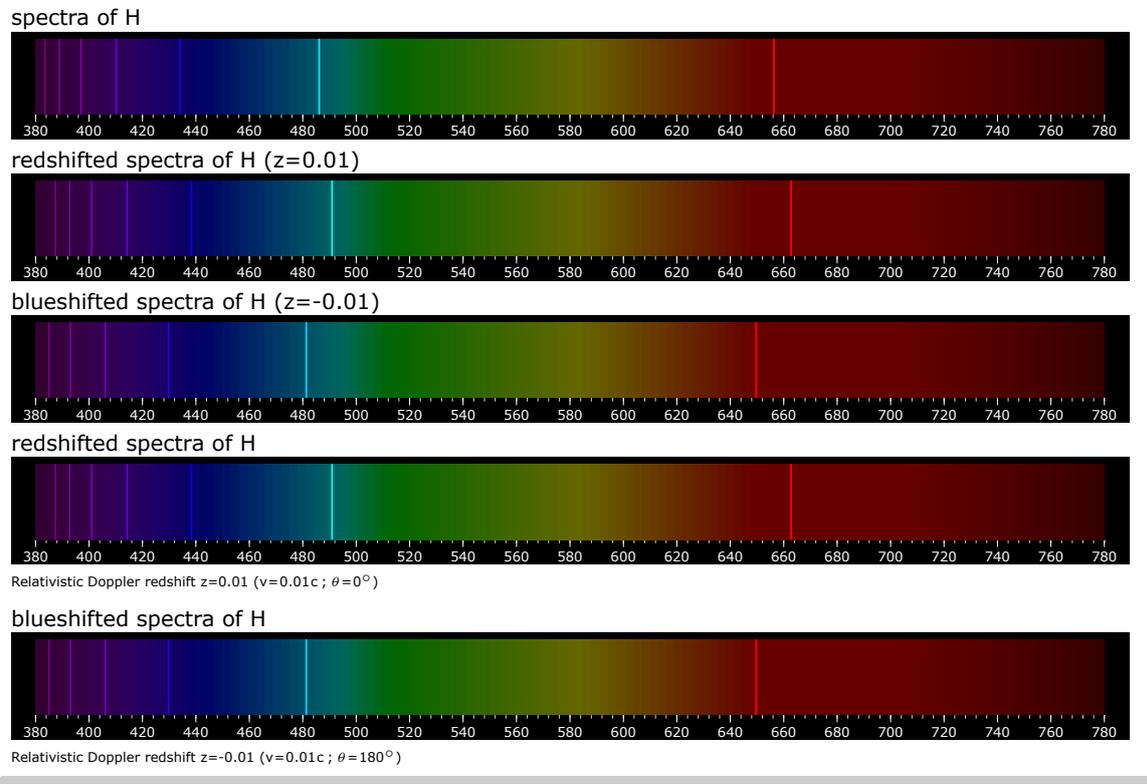 spectra of H
380 400 420 440 460 480 500 520 540 560 580 600 620 640 660 680 700 720 740 760 780
redshifted spectra of H (z=0.01)
380 400 420 440 460 480 500 520 540 560 580 600 620 640 660 680 700 720 740 760 780
blueshifted spectra of H (z=-0.01)
380 400 420 440 460 480 500 520 540 560 580 600 620 640 660 680 700 720 740 760 780
redshifted spectra of H
380 400 420 440 460 480 500 520 540 560 580 600 620 640 660 680 700 720 740 760 780
Relativistic Doppler redshift z=0.01 (v=0.01c ; θ=0°)
blueshifted spectra of H
380 400 420 440 460 480 500 520 540 560 580 600 620 640 660 680 700 720 740 760 780
Relativistic Doppler redshift z=-0.01 (v=0.01c ; θ=180°)